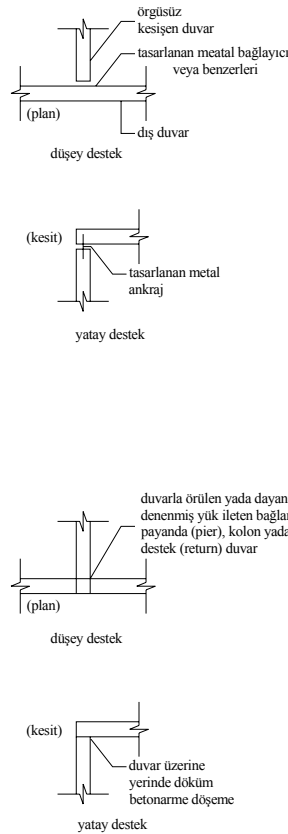 örgüsüz
kesişen duvar
tasarlanan meatal bağlayıcı
veya benzerleri
(plan)
dış duvar
düşey destek
(kesit)
tasarlanan metal
ankraj
yatay destek
duvarla örülen yada dayan
denenmiş yük ileten bağlan
payanda (pier), kolon yada
destek (return) duvar
(plan)
düşey destek
(kesit)
duvar üzerine
yerinde döküm
betonarme döşeme
yatay destek